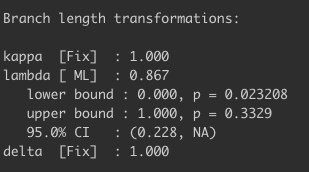 Branch length transformations:
kappa  [Fix]  : 1.000
lambda [ ML]  : 0.867
   lower bound : 0.000, p = 0.023208
   upper bound : 1.000, p = 0.3329
   95.0% CI   : (0.228, NA)
delta  [Fix]  : 1.000